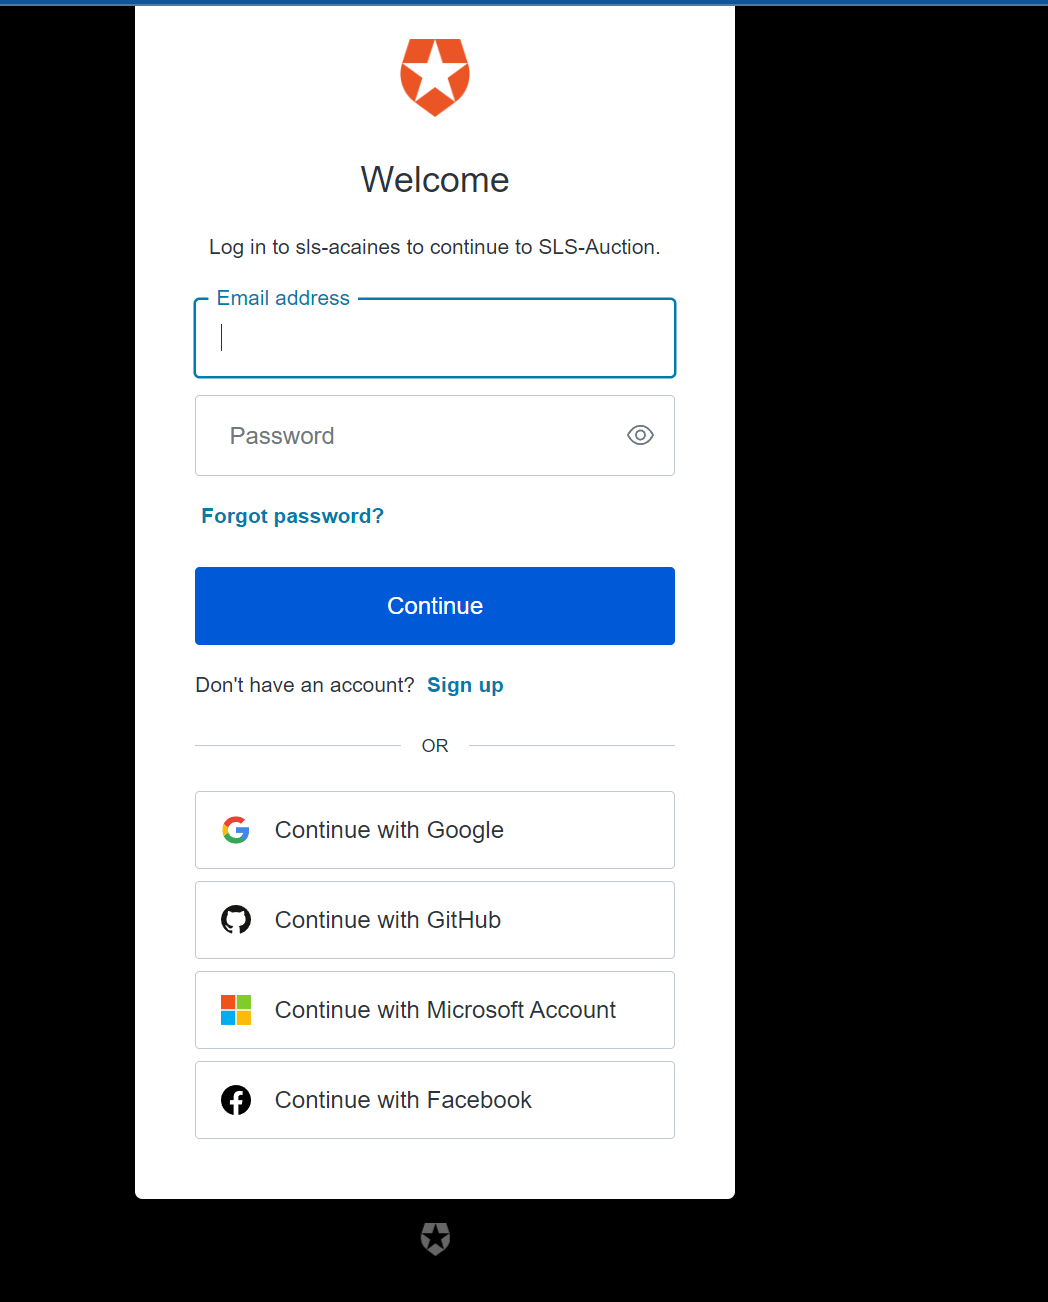 Welcome
Log in to sls-acaines to continue to SLS-Auction.
Email address
Password
Forgot password?
Continue
Don't have an account? Sign up
OR
Continue with Google
Continue with GitHub
Continue with Microsoft Account
Continue with Facebook